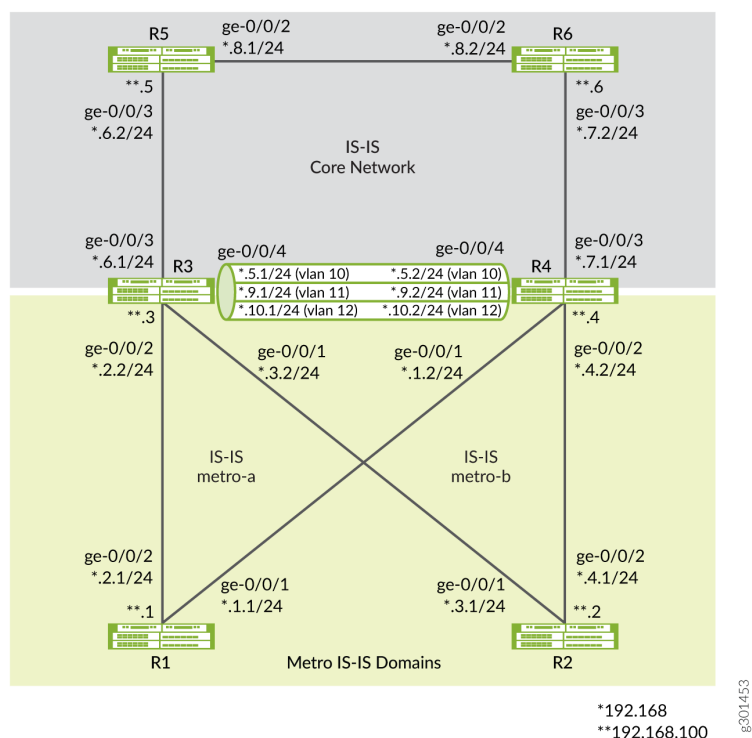 R5
ge-0/0/2
*.8.1/24
ge-0/0/2
*.8.2/24
R6
**.5
**.6
ge-0/0/3
*.6.2/24
ge-0/0/3
*.7.2/24
IS-IS
Core Network
ge-0/0/3
*.6.1/24
R3
ge-0/0/4
ge-0/0/4
R4
ge-0/0/3
*.7.1/24
*.5.1/24 (vlan 10)
*.5.2/24 (vlan 10)
*.9.1/24 (vlan 11)
*.9.2/24 (vlan 11)
*.10.1/24 (vlan 12)
*.10.2/24 (vlan 12)
**.3
**.4
ge-0/0/2
*.2.2/24
ge-0/0/1
*.3.2/24
ge-0/0/1
*.1.2/24
ge-0/0/2
*.4.2/24
IS-IS
metro-a
IS-IS
metro-b
ge-0/0/2
*.2.1/24
ge-0/0/1
*.1.1/24
ge-0/0/1
*.3.1/24
ge-0/0/2
*.4.1/24
**.1
**.2
R1
Metro IS-IS Domains
R2
*192.168
**192.168.100
g301453